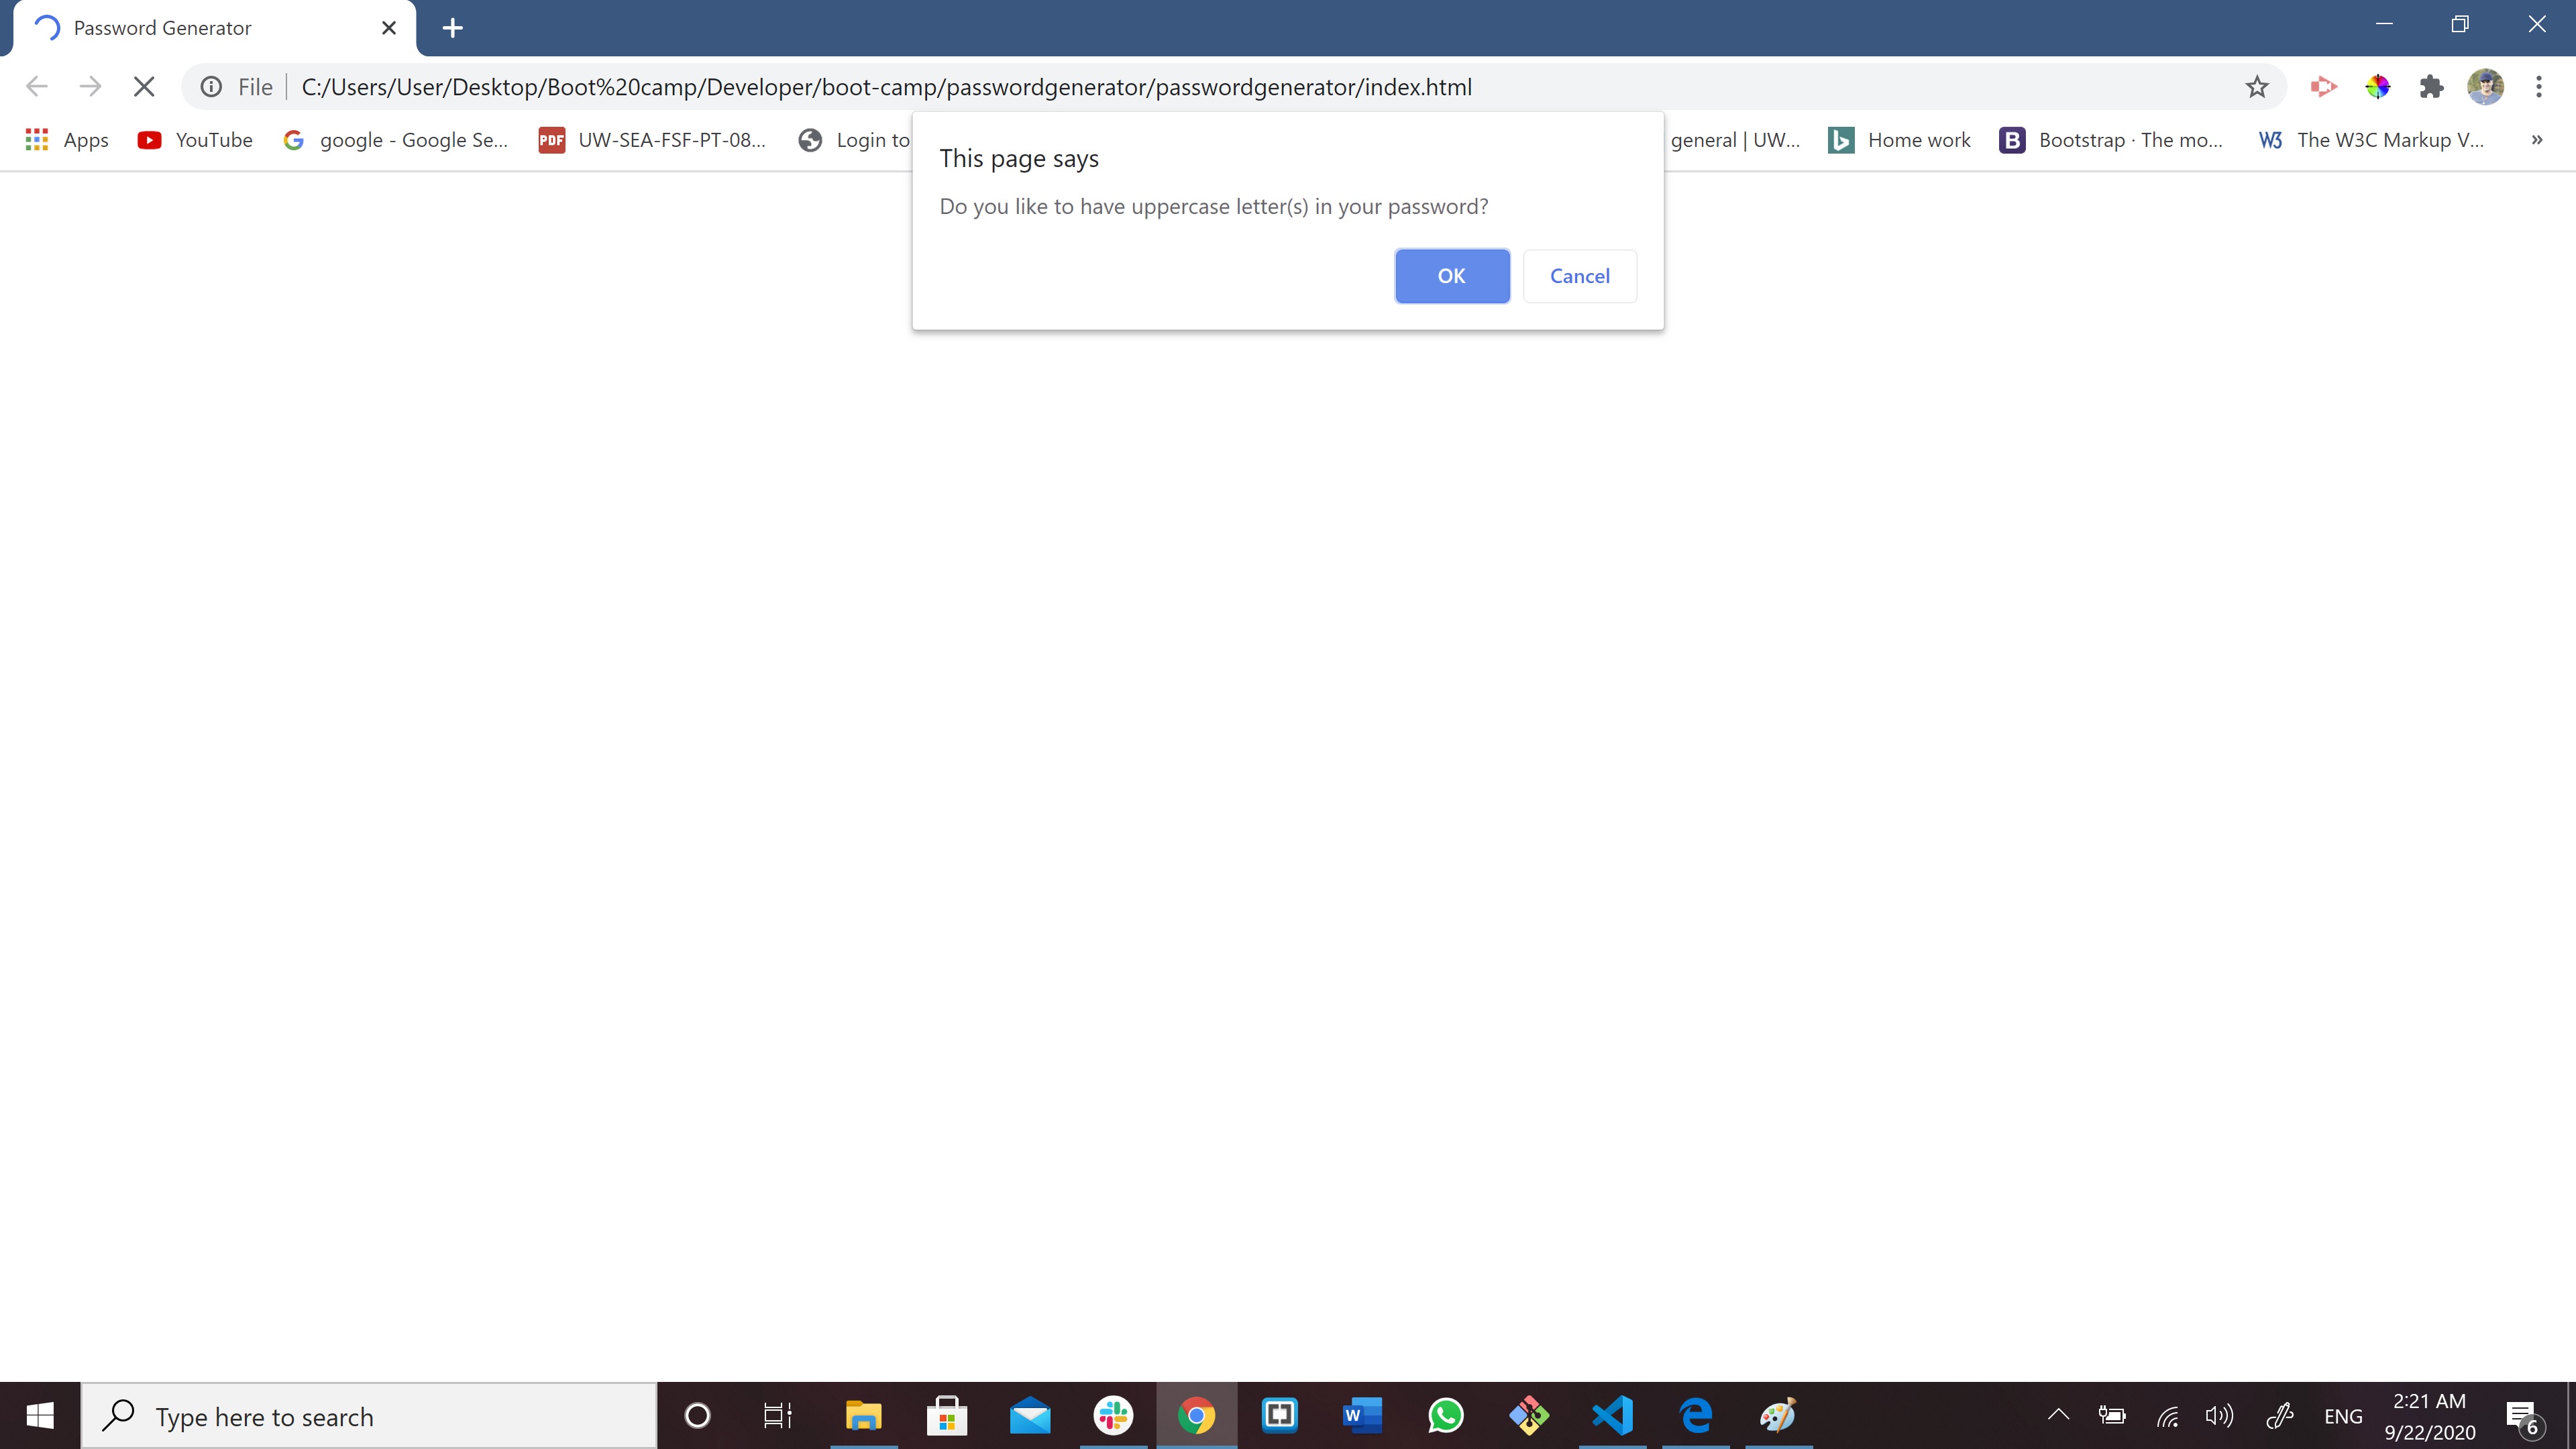 Password Generator
File
C:/Users/User/Desktop/Boot%20camp/Developer/boot-camp/passwordgenerator/passwordgenerator/index.html
Apps
YouTube
google - Google Se...
PDF
UW-SEA-FSF-PT-08...
Login to
general | UW...
Home work
B
Bootstrap · The mo...
W3
The W3C Markup V...
»
This page says
Do you like to have uppercase letter(s) in your password?
OK
Cancel
Type here to search
W
ENG
2:21 AM
9/22/2020
6